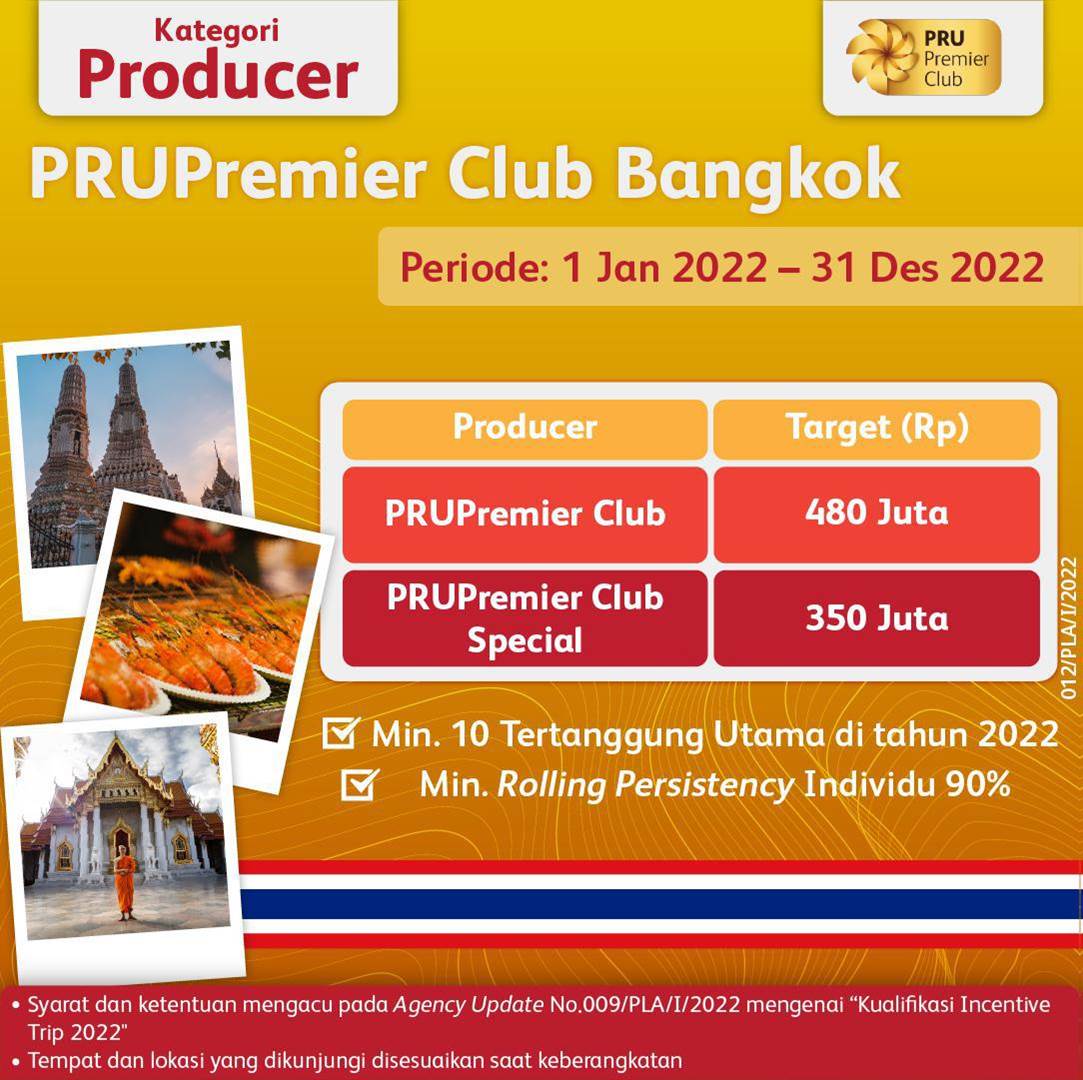 Kategori
Producer
PRU
Premier
Club
PRUPremier Club Bangkok
Periode: 1 Jan 2022 – 31 Des 2022
Producer
Target (Rp)
PRUPremier Club
480 Juta
PRUPremier Club
Special
350 Juta
012/PLA/I/2022
Min. 10 Tertanggung Utama di tahun 2022
Min. Rolling Persistency Individu 90%
• Syarat dan ketentuan mengacu pada Agency Update No.009/PLA/I/2022 mengenai “Kualifikasi Incentive
Trip 2022"
• Tempat dan lokasi yang dikunjungi disesuaikan saat keberangkatan